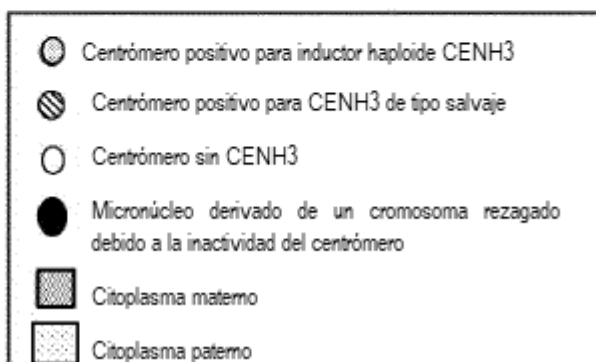 Centrómero positivo para inductor haploide CENH3
Centrómero positivo para CENH3 de tipo salvaje
Centrómero sin CENH3
Micronúcleo derivado de un cromosoma rezagado
debido a la inactividad del centrómero
Citoplasma materno
Citoplasma paterno